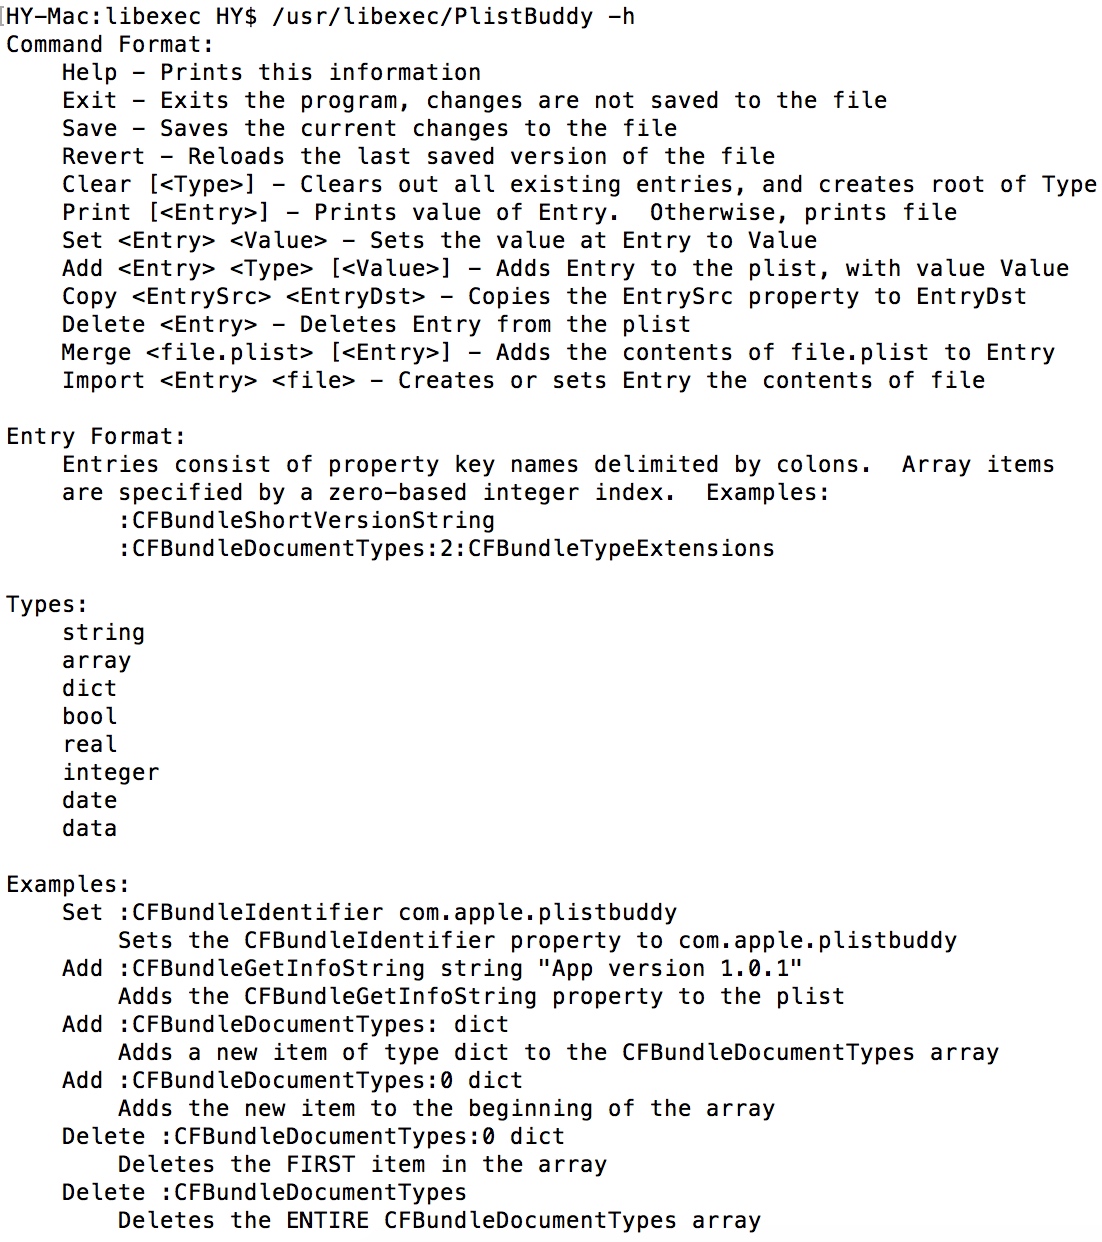 HY-Mac:libexec HY$ /usr/libexec/PlistBuddy -h
Command Format:
    Help - Prints this information
    Exit - Exits the program, changes are not saved to the file
    Save - Saves the current changes to the file
    Revert - Reloads the last saved version of the file
    Clear [<Type>] - Clears out all existing entries, and creates root of Type
    Print [<Entry>] - Prints value of Entry.  Otherwise, prints file
    Set <Entry> <Value> - Sets the value at Entry to Value
    Add <Entry> <Type> [<Value>] - Adds Entry to the plist, with value Value
    Copy <EntrySrc> <EntryDst> - Copies the EntrySrc property to EntryDst
    Delete <Entry> - Deletes Entry from the plist
    Merge <file.plist> [<Entry>] - Adds the contents of file.plist to Entry
    Import <Entry> <file> - Creates or sets Entry the contents of file

Entry Format:
    Entries consist of property key names delimited by colons.  Array items
    are specified by a zero-based integer index.  Examples:
        :CFBundleShortVersionString
        :CFBundleDocumentTypes:2:CFBundleTypeExtensions

Types:
    string
    array
    dict
    bool
    real
    integer
    date
    data

Examples:
    Set :CFBundleIdentifier com.apple.plistbuddy
        Sets the CFBundleIdentifier property to com.apple.plistbuddy
    Add :CFBundleGetInfoString string "App version 1.0.1"
        Adds the CFBundleGetInfoString property to the plist
    Add :CFBundleDocumentTypes: dict
        Adds a new item of type dict to the CFBundleDocumentTypes array
    Add :CFBundleDocumentTypes:0 dict
        Adds the new item to the beginning of the array
    Delete :CFBundleDocumentTypes:0 dict
        Deletes the FIRST item in the array
    Delete :CFBundleDocumentTypes
        Deletes the ENTIRE CFBundleDocumentTypes array